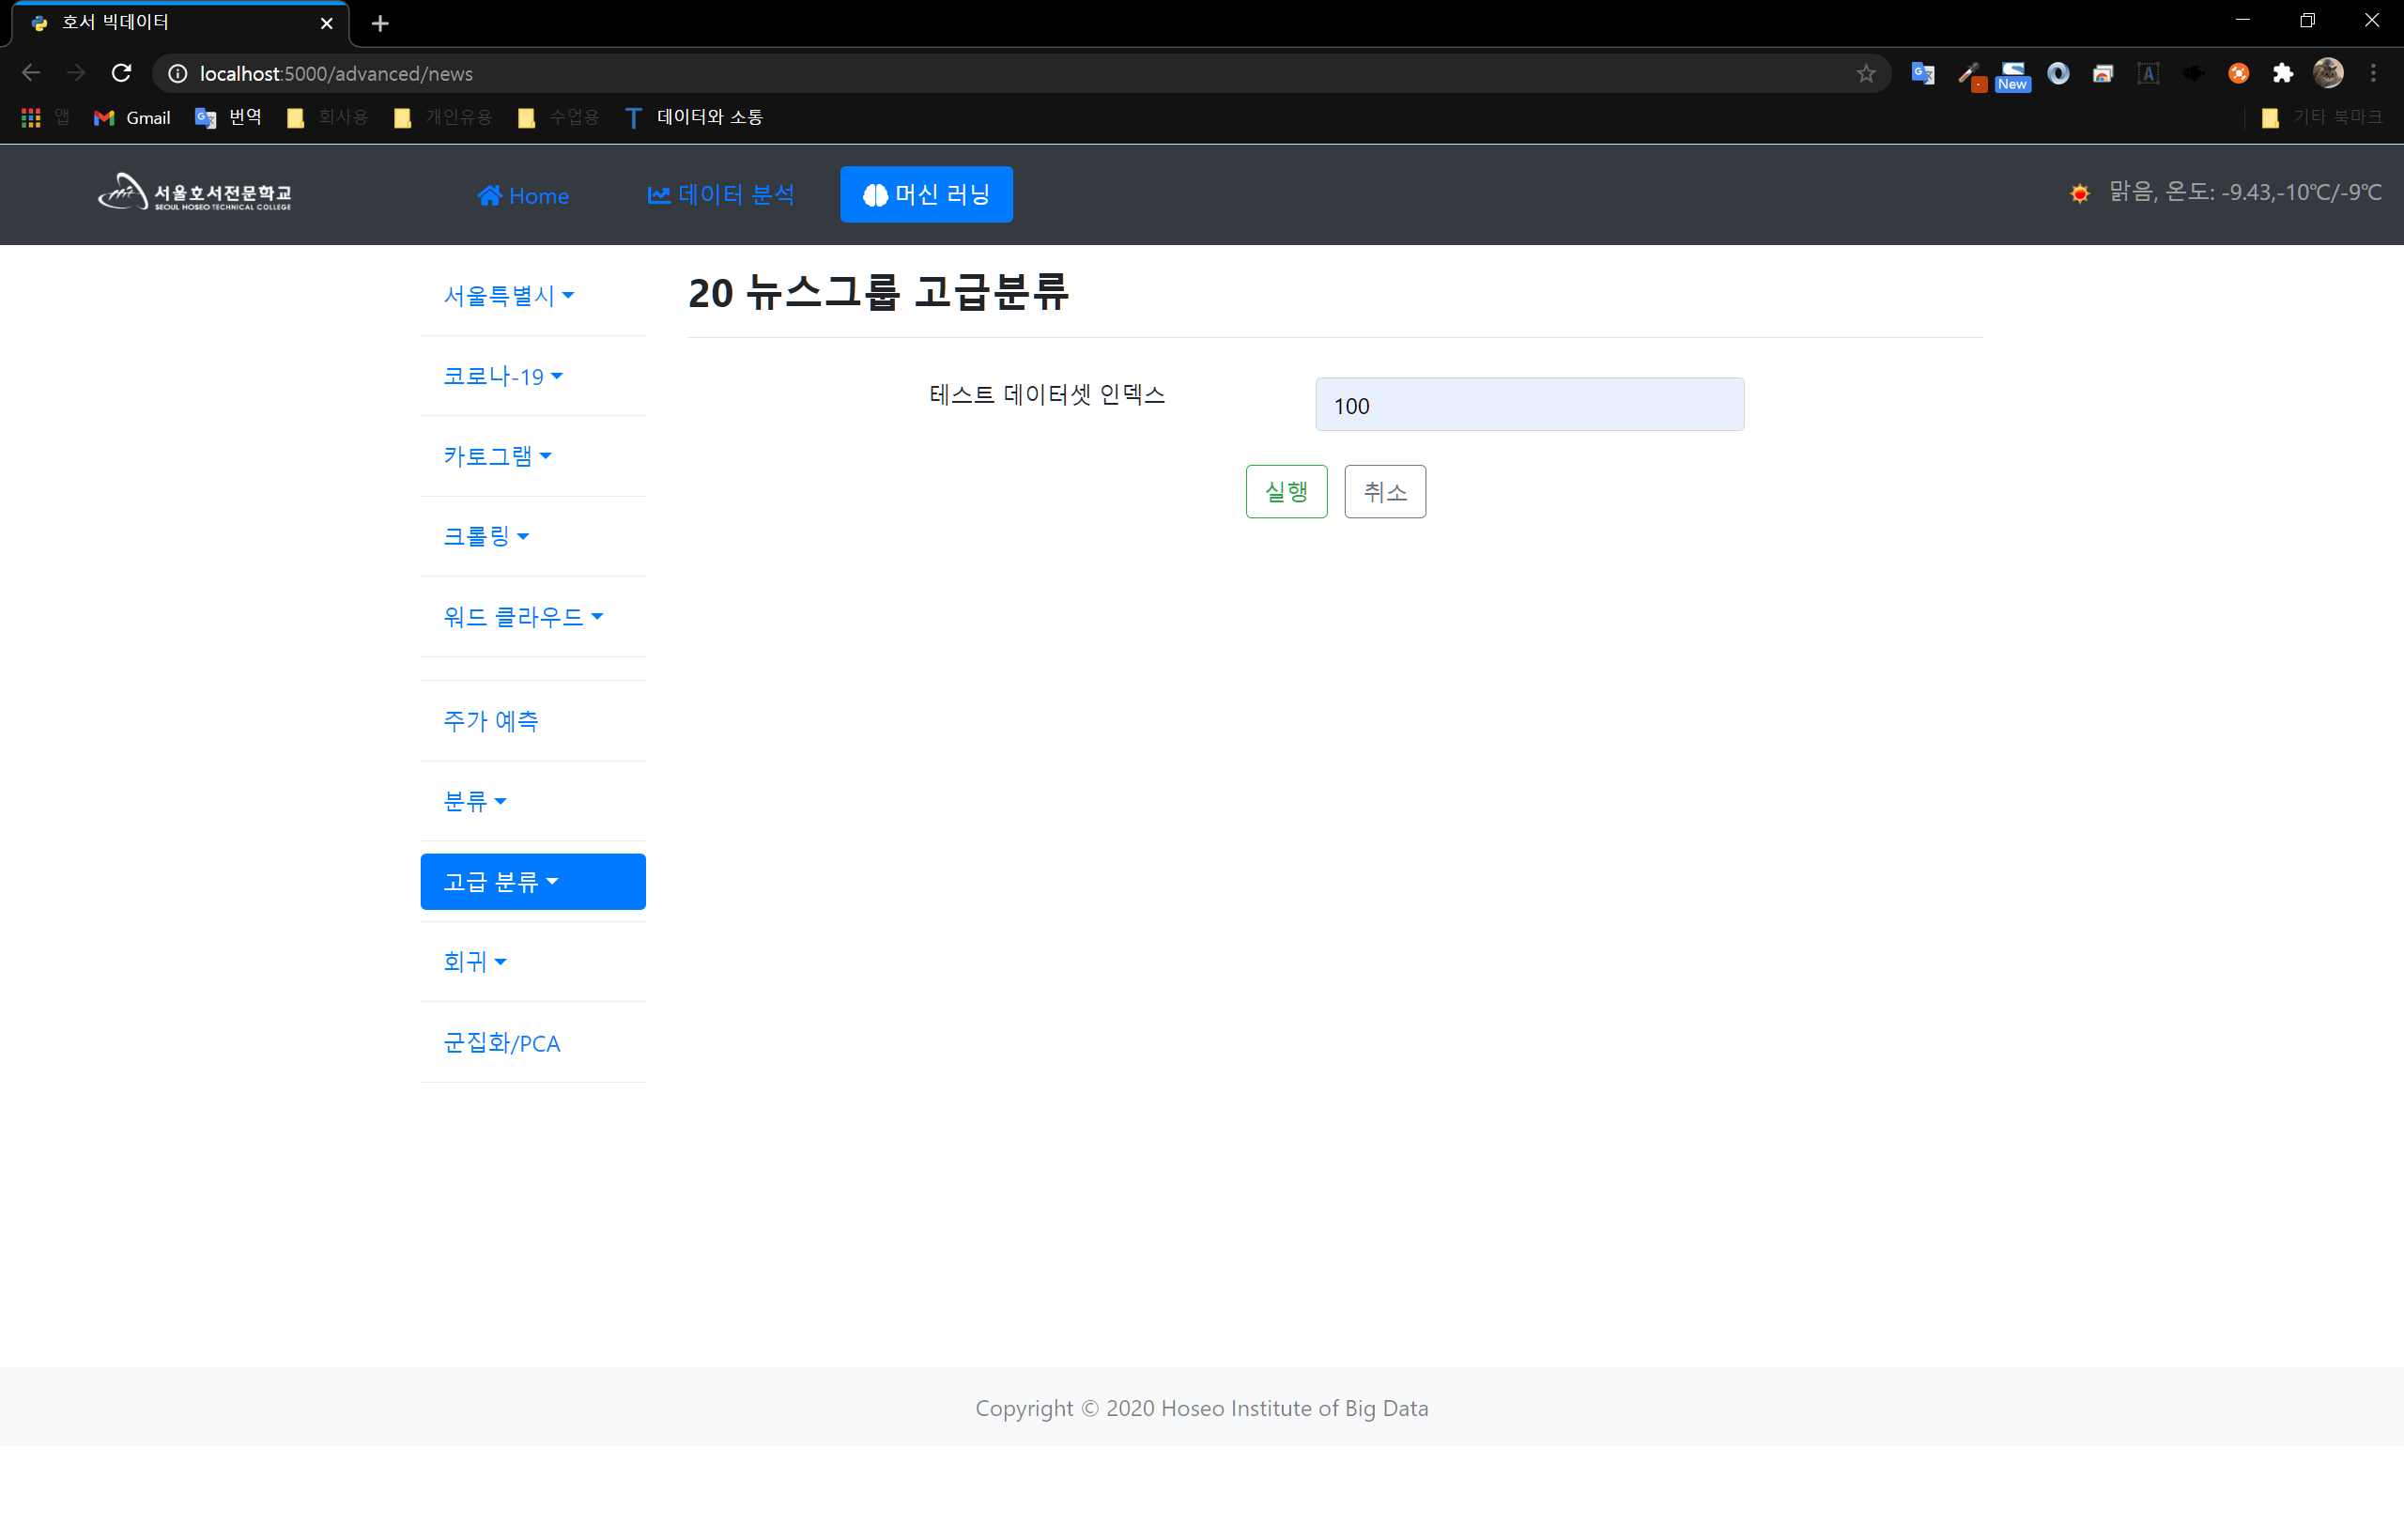 호서 빅데이터
localhost:5000/advanced/news
New
앱 Gmail 번역 회사용 개인유용 수업용 데이터와 소통 기타 북마크
서울호서전문학교
SEOUL HOSEO TECHNICAL COLLEGE
Home 데이터 분석 머신 러닝 맑음, 온도: -9.43,-10℃/-9℃
서울특별시
코로나-19
카토그램
크롤링
워드 클라우드
주가 예측
분류
고급 분류
회귀
군집화/PCA
20 뉴스그룹 고급분류
테스트 데이터셋 인덱스 100
실행 취소
Copyright © 2020 Hoseo Institute of Big Data